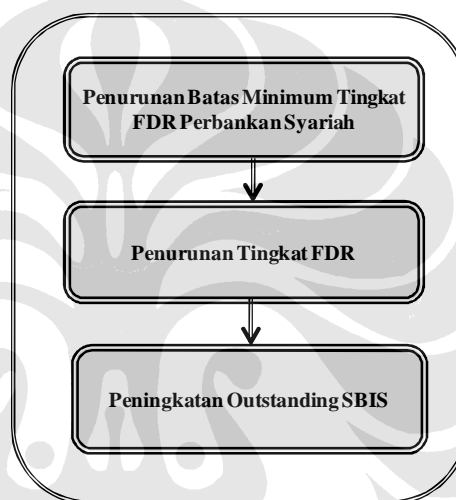 Penurunan Batas Minimum Tingkat
FDR Perbankan Syariah
Penurunan Tingkat FDR
Peningkatan Outstanding SBIS